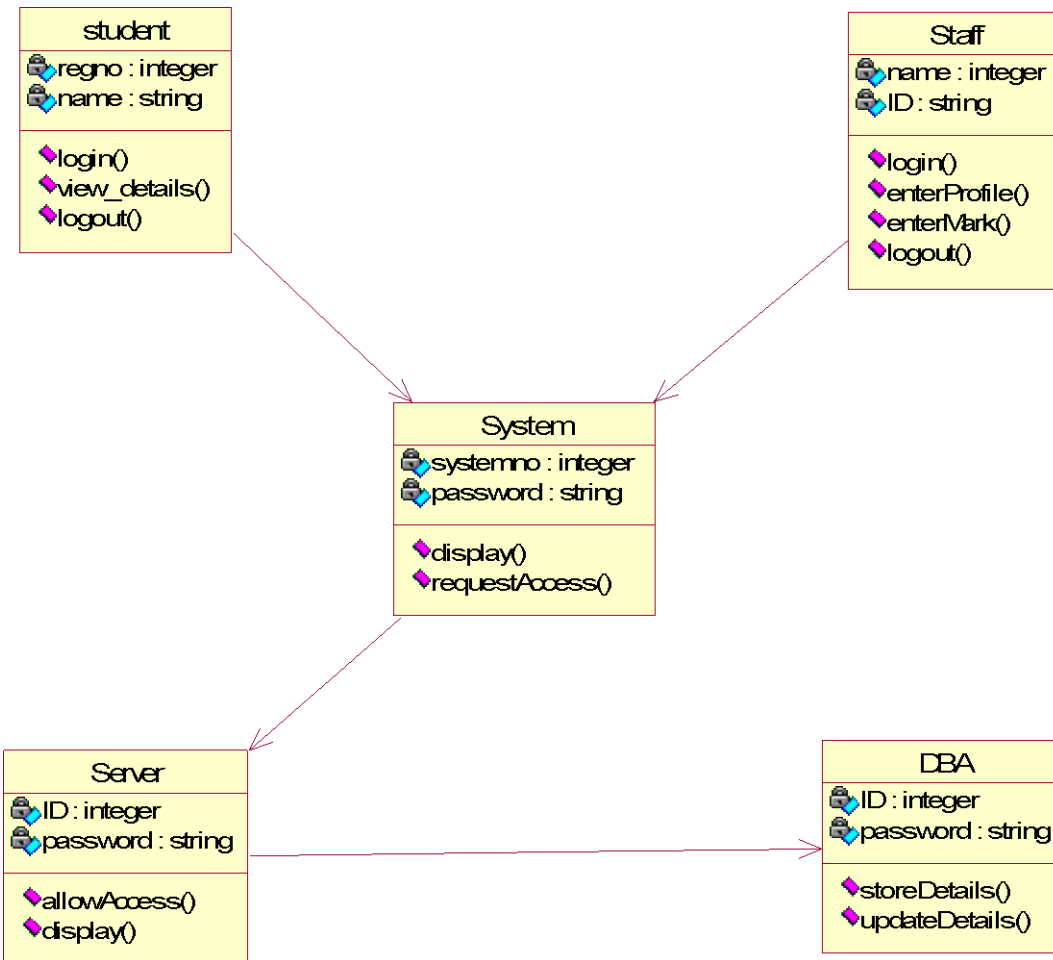 student
regno : integer
name : string
login()
view_details()
logout()
Staff
name : integer
ID : string
login()
enterProfile()
enterMark()
logout()
System
systemno : integer
password : string
display()
requestAccess()
Server
ID : integer
password : string
allowAccess()
display()
DBA
ID : integer
password : string
storeDetails()
updateDetails()